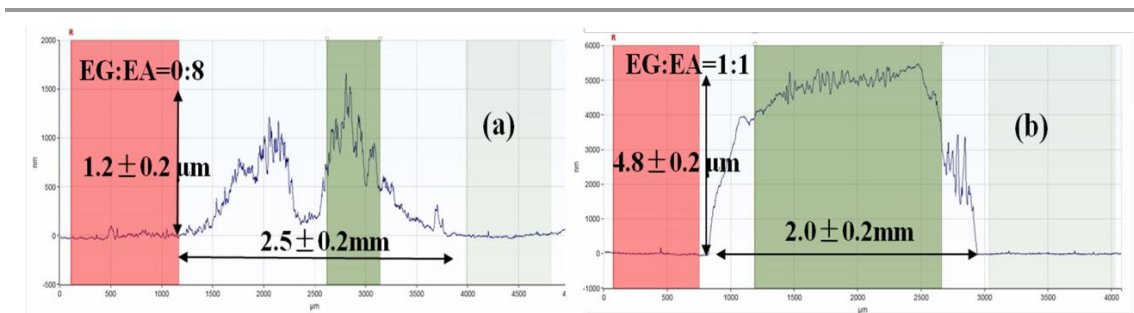 R
2000
1500
1000
500
0
-500
nm
EG:EA=0:8
(a)
1.2±0.2 μm
2.5±0.2mm
0 500 1000 1500 2000 2500 3000 3500 4000 4500 4
μm
R
6000
5000
4000
3000
2000
1000
0
-1000
nm
EG:EA=1:1
(b)
4.8±0.2 μm
2.0±0.2mm
0 500 1000 1500 2000 2500 3000 3500 4000
μm